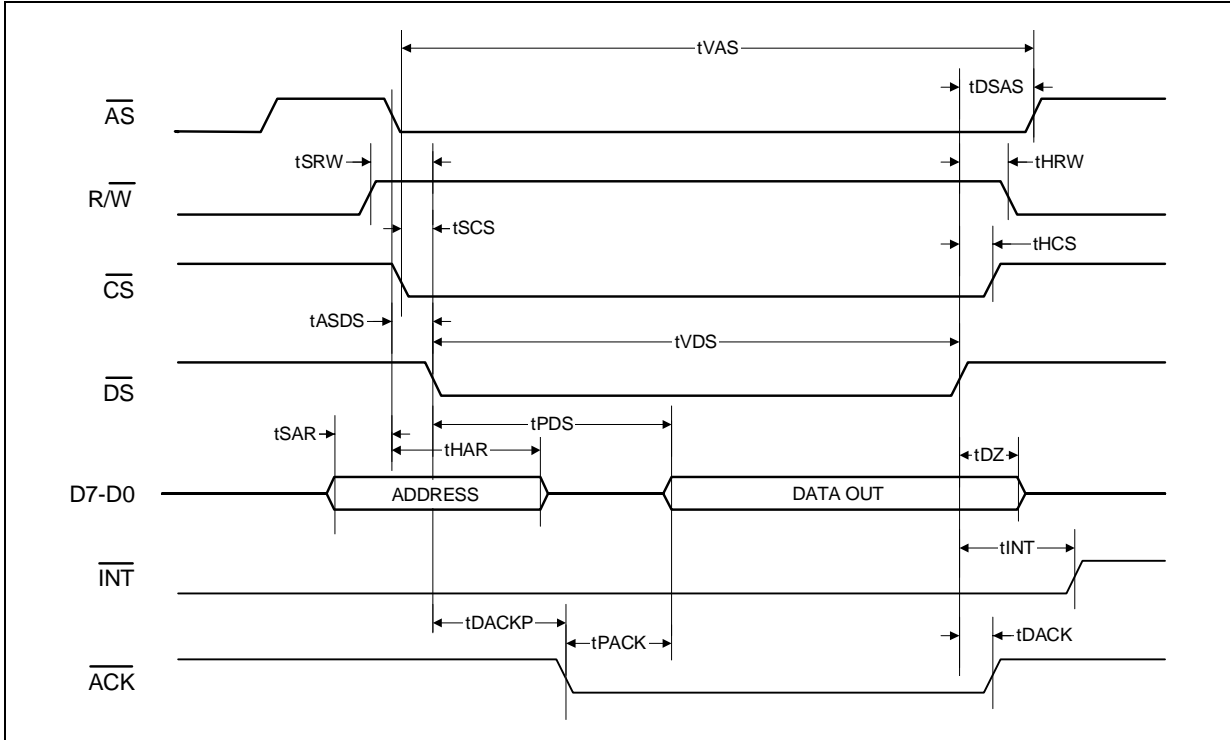 tVAS
tDSAS
AS
tSRW
tHRW
R/W
tSCS
tHCS
CS
tASDS
tVDS
DS
tPDS
tSAR
tHAR
tDZ
D7-D0
ADDRESS
DATA OUT
tINT
INT
tDACKP
tPACK
tDACK
ACK